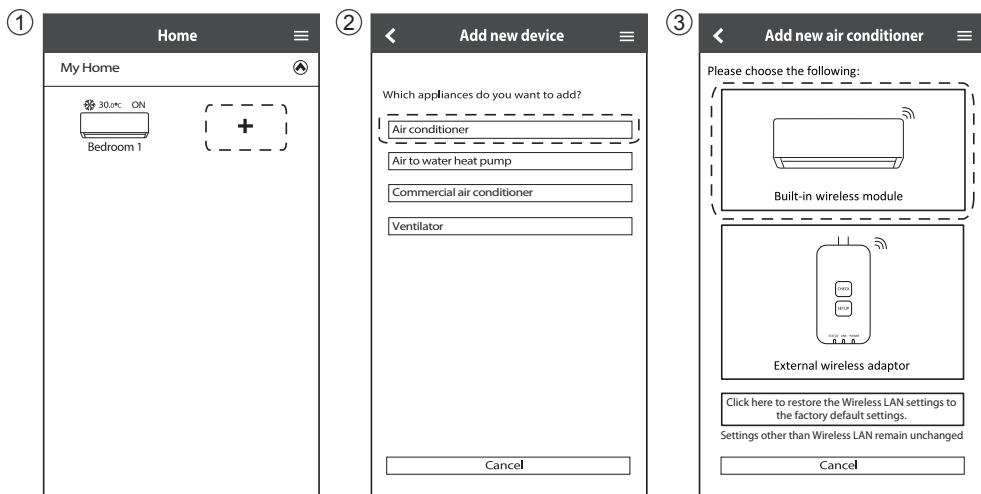 ①
Home
My Home
30.0°C ON
Bedroom 1
+
②
Add new device
Which appliances do you want to add?
Air conditioner
Air to water heat pump
Commercial air conditioner
Ventilator
Cancel
③
Add new air conditioner
Please choose the following:
Built-in wireless module
CHECK
SETUP
STATUS LINK POWER
External wireless adaptor
Click here to restore the Wireless LAN settings to
the factory default settings.
Settings other than Wireless LAN remain unchanged
Cancel